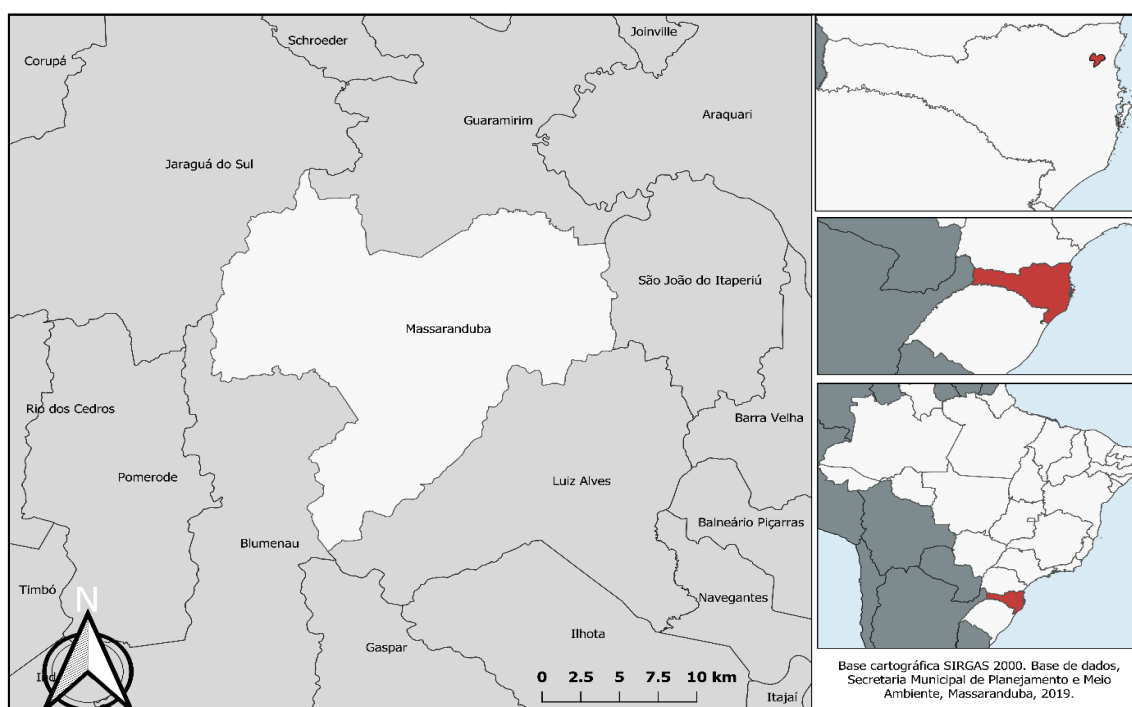 Schroeder
Joinville
Corupá
Guaramirim
Araquari
Jaraguá do Sul
São João do Itaperiú
Massaranduba
Rio dos Cedros
Barra Velha
Pomerode
Luiz Alves
Balneário Piçarras
Blumenau
Timbó
Navegantes
N
Ilhota
Gaspar
Ind
0 2.5 5 7.5 10 km
Itajaí
Base cartográfica SIRGAS 2000. Base de dados,
Secretaria Municipal de Planejamento e Meio
Ambiente, Massaranduba, 2019.